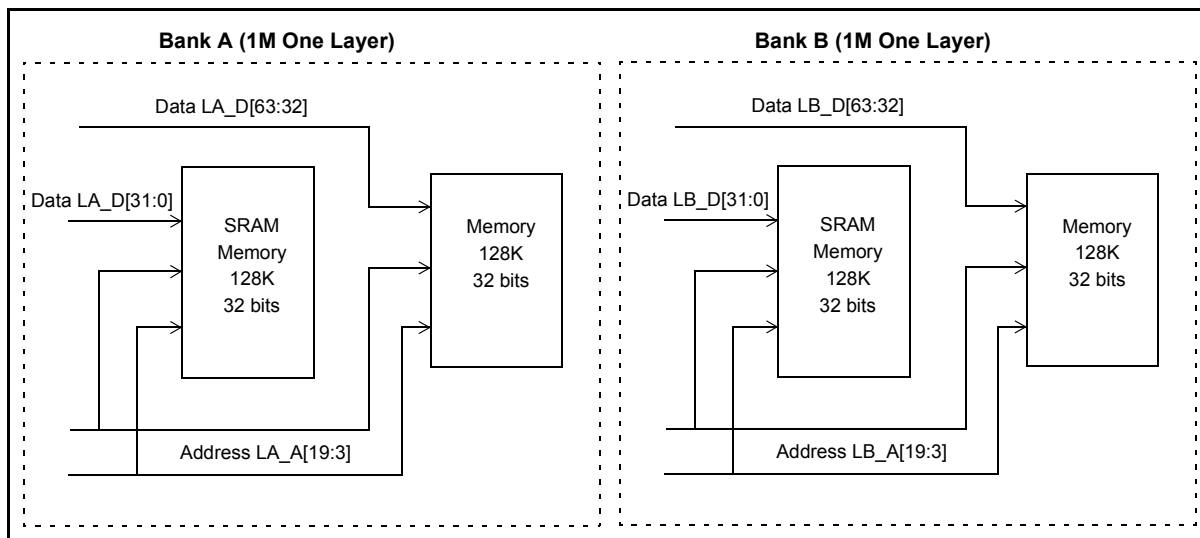 Bank A (1M One Layer)
Data LA_D[63:32]
Data LA_D[31:0]
SRAM
Memory
128K
32 bits
Memory
128K
32 bits
Address LA_A[19:3]
Bank B (1M One Layer)
Data LB_D[63:32]
Data LB_D[31:0]
SRAM
Memory
128K
32 bits
Memory
128K
32 bits
Address LB_A[19:3]